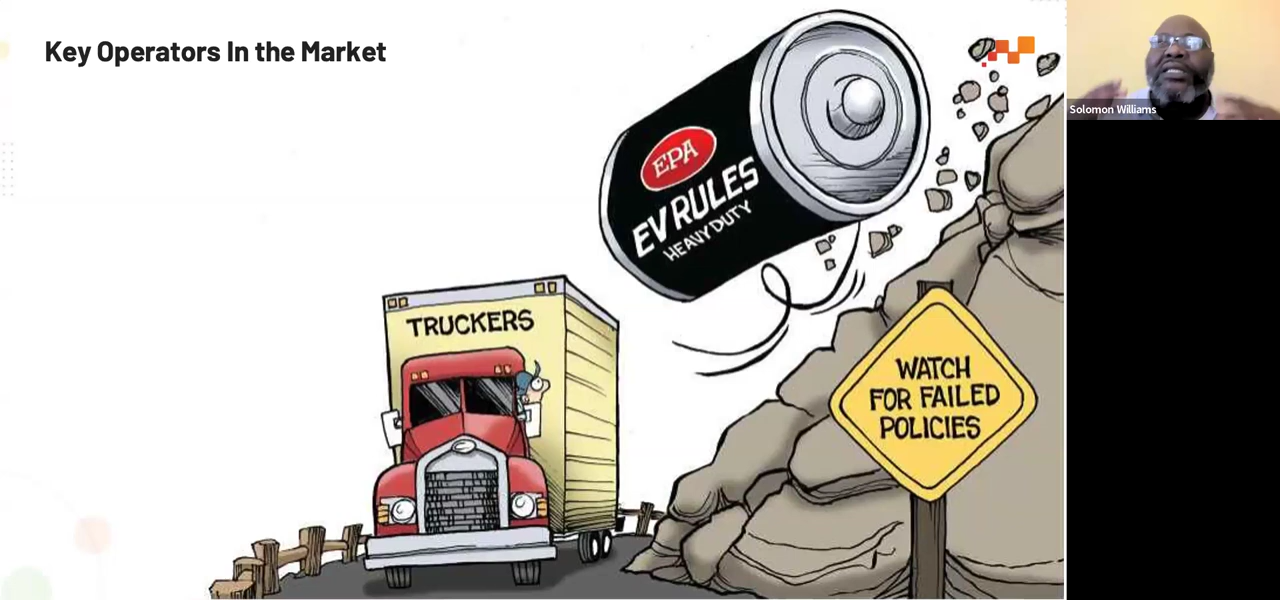 Key Operators In the Market
EPA
EV RULES
HEAVY DUTY
Solomon Williams
TRUCKERS
WATCH
FOR FAILED
POLICIES